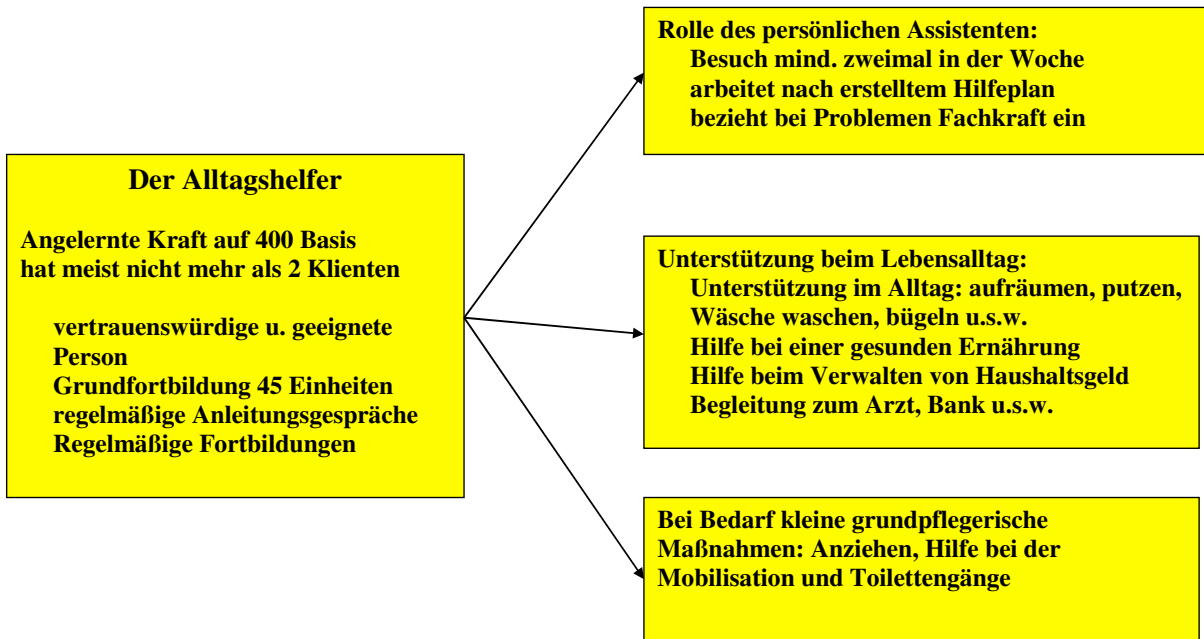 Rolle des persönlichen Assistenten:
Besuch mind. zweimal in der Woche
arbeitet nach erstelltem Hilfeplan
bezieht bei Problemen Fachkraft ein
Der Alltagshelfer
Angelernte Kraft auf 400 Basis
hat meist nicht mehr als 2 Klienten
vertrauenswürdige u. geeignete
Person
Grundfortbildung 45 Einheiten
regelmäßige Anleitungsgespräche
Regelmäßige Fortbildungen
Unterstützung beim Lebensalltag:
Unterstützung im Alltag: aufräumen, putzen,
Wäsche waschen, bügeln u.s.w.
Hilfe bei einer gesunden Ernährung
Hilfe beim Verwalten von Haushaltsgeld
Begleitung zum Arzt, Bank u.s.w.
Bei Bedarf kleine grundpflegerische
Maßnahmen: Anziehen, Hilfe bei der
Mobilisation und Toilettengänge